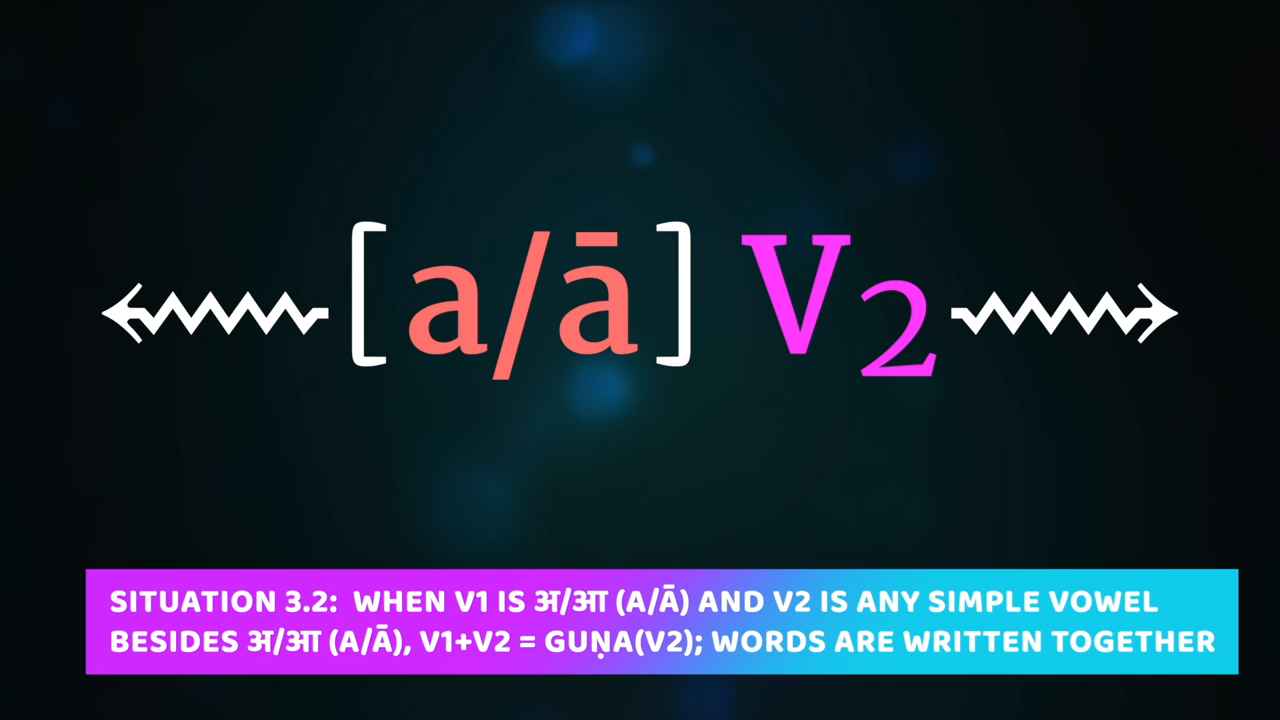 [a/ā] V2
SITUATION 3.2: WHEN V1 IS अ/आ (A/Ā) AND V2 IS ANY SIMPLE VOWEL
BESIDES अ/आ (A/Ā), V1+V2 = GUṆA(V2); WORDS ARE WRITTEN TOGETHER